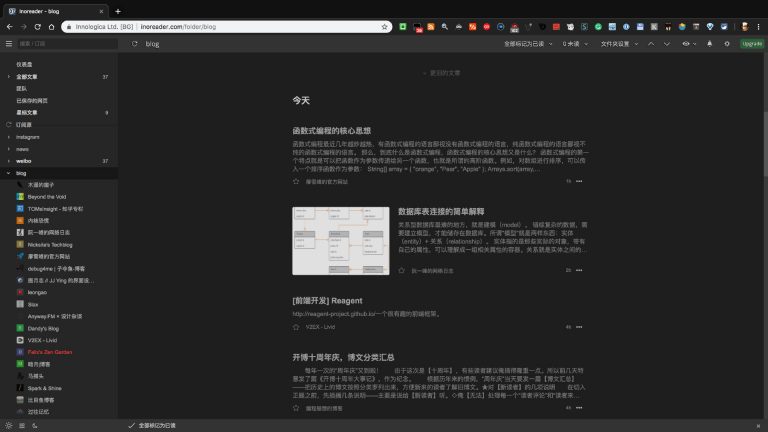 inoreader - blog
Innologica Ltd. [BG] | inoreader.com/folder/blog
搜索 / 订阅
blog
全部标记为已读
0 未读
文件夹设置
Upgrade
仪表盘
全部文章 37
团队
已保存的网页
星标文章 9
订阅源
instagram
news
weibo 37
blog
木遥的窗子
Beyond the Void
TOMsInsight - 知乎专栏
内核恐慌
阮一峰的网络日志
Nickstu's Techblog
廖雪峰的官方网站
debug4me | 子非鱼·博客
leongao
Slax
Anyway.FM × 设计杂谈
Dandy's Blog
V2EX - Livid
Felix's Zen Garden
暗灼|博客
马猴头
Spark & Shine
比目鱼博客
过往记忆
更旧的文章
今天
函数式编程的核心思想
函数式编程最近几年越炒越热，有函数式编程的语言鄙视没有函数式编程的语言，纯函数式编程的语言鄙视不
纯的函数式编程的语言。 那么，到底什么是函数式编程，函数式编程的核心思想又是什么？ 函数式编程的第一
个特点就是可以把函数作为参数传递给另一个函数，也就是所谓的高阶函数。例如，对数组进行排序，可以传
入一个排序函数作为参数： String[] array = { "orange", "Pear", "Apple" }; Arrays.sort(array,...
廖雪峰的官方网站
数据库表连接的简单解释
关系型数据库最难的地方，就是建模（model）。 错综复杂的数据，需
要建立模型，才能储存在数据库。所谓"模型"就是两样东西：实体
（entity）+ 关系（relationship）。 实体指的是那些实际的对象，带有
自己的属性，可以理解成一组相关属性的容器。关系就是实体之间的...
阮一峰的网络日志 2h
[前端开发] Reagent
http://reagent-project.github.io/一个很有趣的前端框架。
V2EX - Livid 4h
开博十周年庆，博文分类汇总
每年一次的"周年庆"又到啦！ 由于这次是【十周年】，有些读者建议俺搞得隆重一点。所以前几天特
意发了篇《开博十周年大事记》，作为纪念。 根据历年来的惯例，"周年庆"当天要发一篇【博文汇总】
——把历史上的博文按照分类罗列出来，方便新来的读者了解旧博文。★对【新读者】的几项说明 在切入
正题之前，先插播几条说明——主要是说给【新读者】听。◇俺【无法】处理每一个"读者评论"和"读者来...
编程随想的博客
全部标记为已读